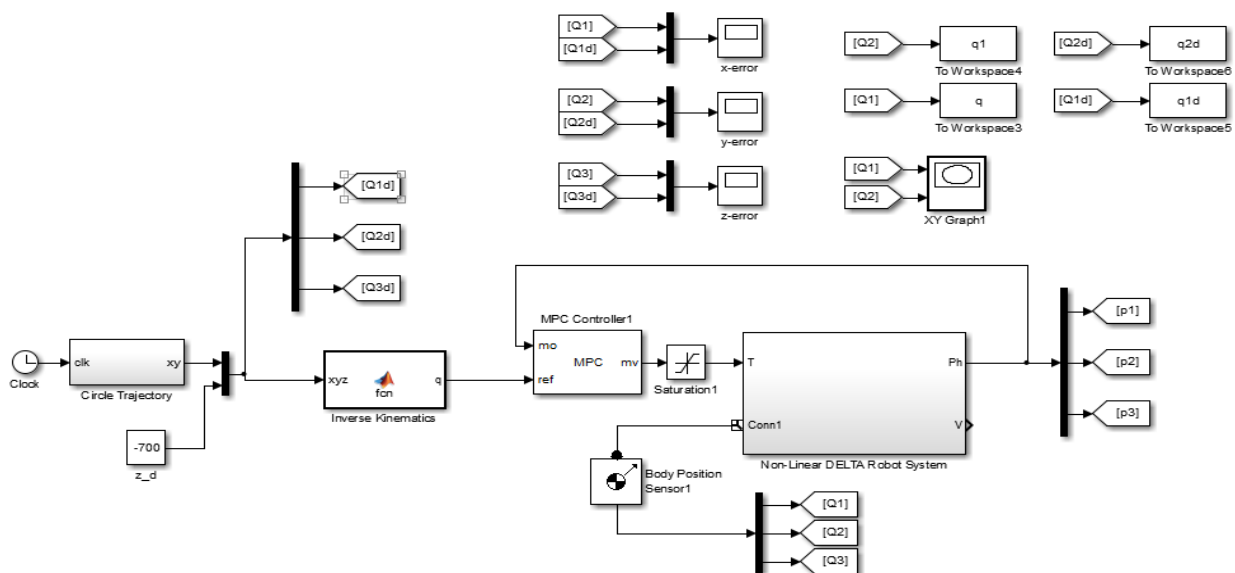 [Q1]
[Q1d]
x-error
[Q2]
[Q2d]
y-error
[Q3]
[Q3d]
z-error
[Q2]
q1
To Workspace4
[Q2d]
q2d
To Workspace6
[Q1]
q
To Workspace3
[Q1d]
q1d
To Workspace5
[Q1]
[Q2]
XY Graph1
[Q1d]
[Q2d]
[Q3d]
Clock
clk
xy
Circle Trajectory
-700
z_d
xyz
fcn
q
Inverse Kinematics
MPC Controller1
mo
MPC
mv
ref
Saturation1
T
Ph
Conn1
V
Non-Linear DELTA Robot System
[p1]
[p2]
[p3]
Body Position
Sensor1
[Q1]
[Q2]
[Q3]